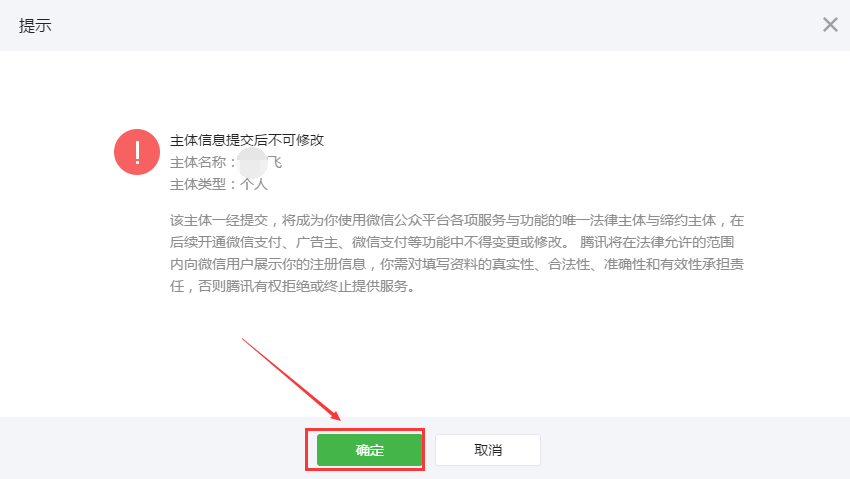 提示
主体信息提交后不可修改
主体名称：飞
主体类型：个人
该主体一经提交，将成为你使用微信公众平台各项服务与功能的唯一法律主体与缔约主体，在
后续开通微信支付、广告主、微信支付等功能中不得变更或修改。 腾讯将在法律允许的范围
内向微信用户展示你的注册信息，你需对填写资料的真实性、合法性、准确性和有效性承担责
任，否则腾讯有权拒绝或终止提供服务。
确定
取消